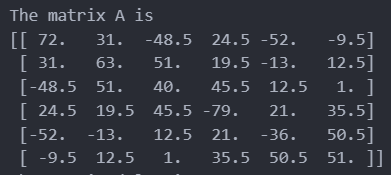 The matrix A is
[[ 72. 31. -48.5 24.5 -52. -9.5]
[ 31. 63. 51. 19.5 -13. 12.5]
[-48.5 51. 40. 45.5 12.5 1. ]
[ 24.5 19.5 45.5 -79. 21. 35.5]
[-52. -13. 12.5 21. -36. 50.5]
[ -9.5 12.5 1. 35.5 50.5 51. ]]